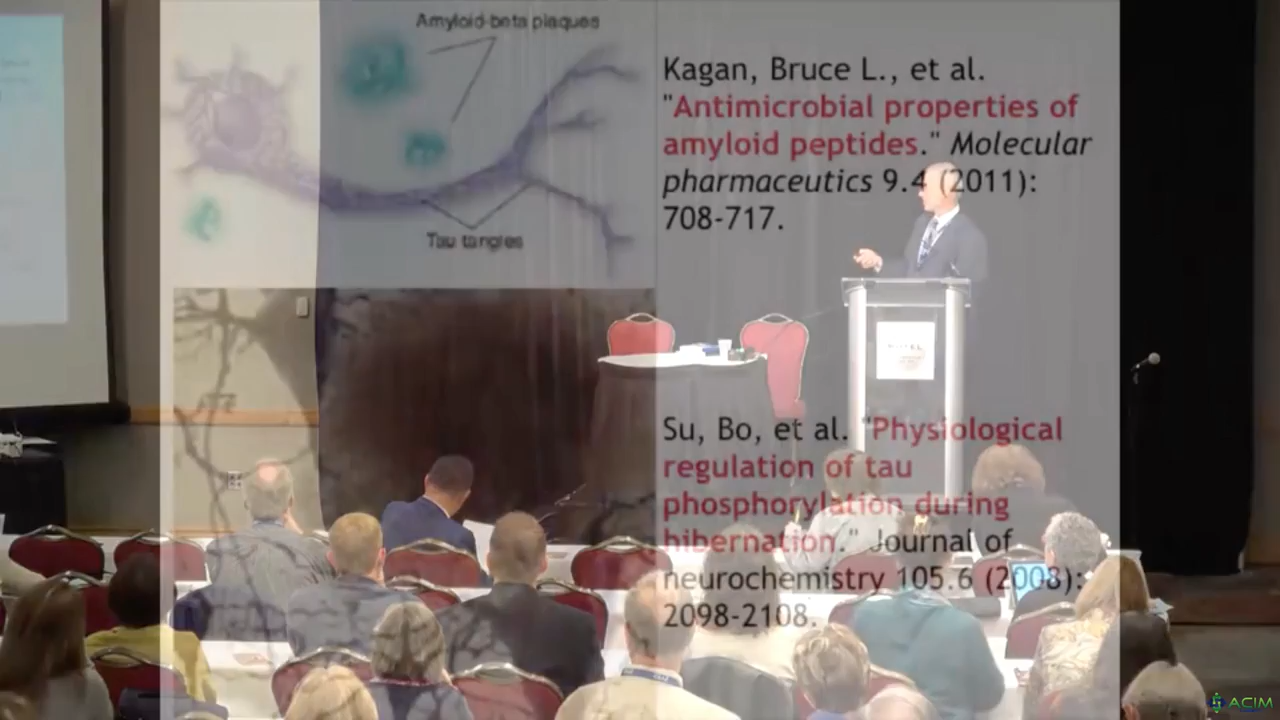 Amyloid-beta plaques
Tau tangles
Kagan, Bruce L., et al.
"Antimicrobial properties of
amyloid peptides." Molecular
pharmaceutics 9.4 (2011):
708-717.
Su, Bo, et al. "Physiological
regulation of tau
phosphorylation during
hibernation." Journal of
neurochemistry 105.6 (2008):
2098-2108.
ACIM